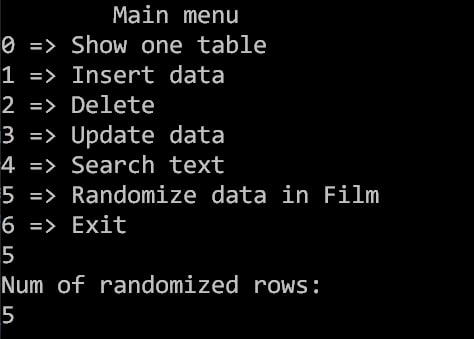 Main menu
0 => Show one table
1 => Insert data
2 => Delete
3 => Update data
4 => Search text
5 => Randomize data in Film
6 => Exit
5
Num of randomized rows:
5